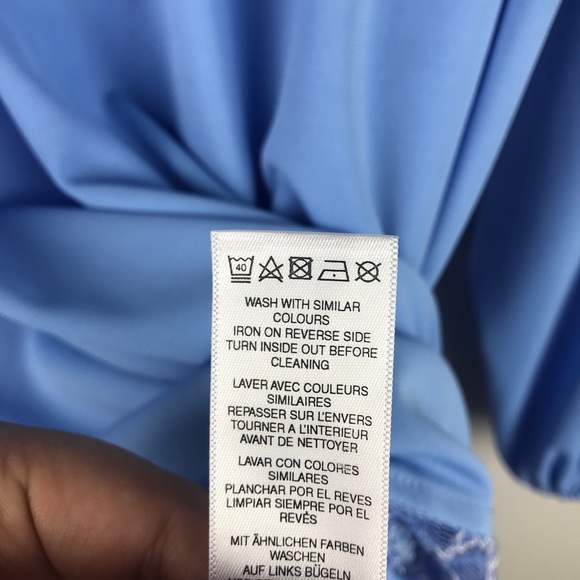 40
WASH WITH SIMILAR
COLOURS
IRON ON REVERSE SIDE
TURN INSIDE OUT BEFORE
CLEANING
LAVER AVEC COULEURS
SIMILAIRES
REPASSER SUR L'ENVERS
TOURNER A L'INTERIEUR
AVANT DE NETTOYER
LAVAR CON COLORES
SIMILARES
PLANCHAR POR EL REVES
LIMPIAR SIEMPRE POR EL
REVÉS
MIT ÄHNLICHEN FARBEN
WASCHEN
AUF LINKS BÜGELN